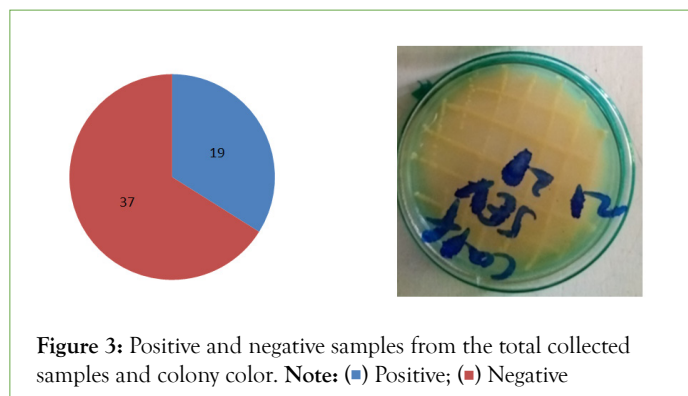 19
37
Figure 3: Positive and negative samples from the total collected
samples and colony color. Note: (■) Positive; (■) Negative